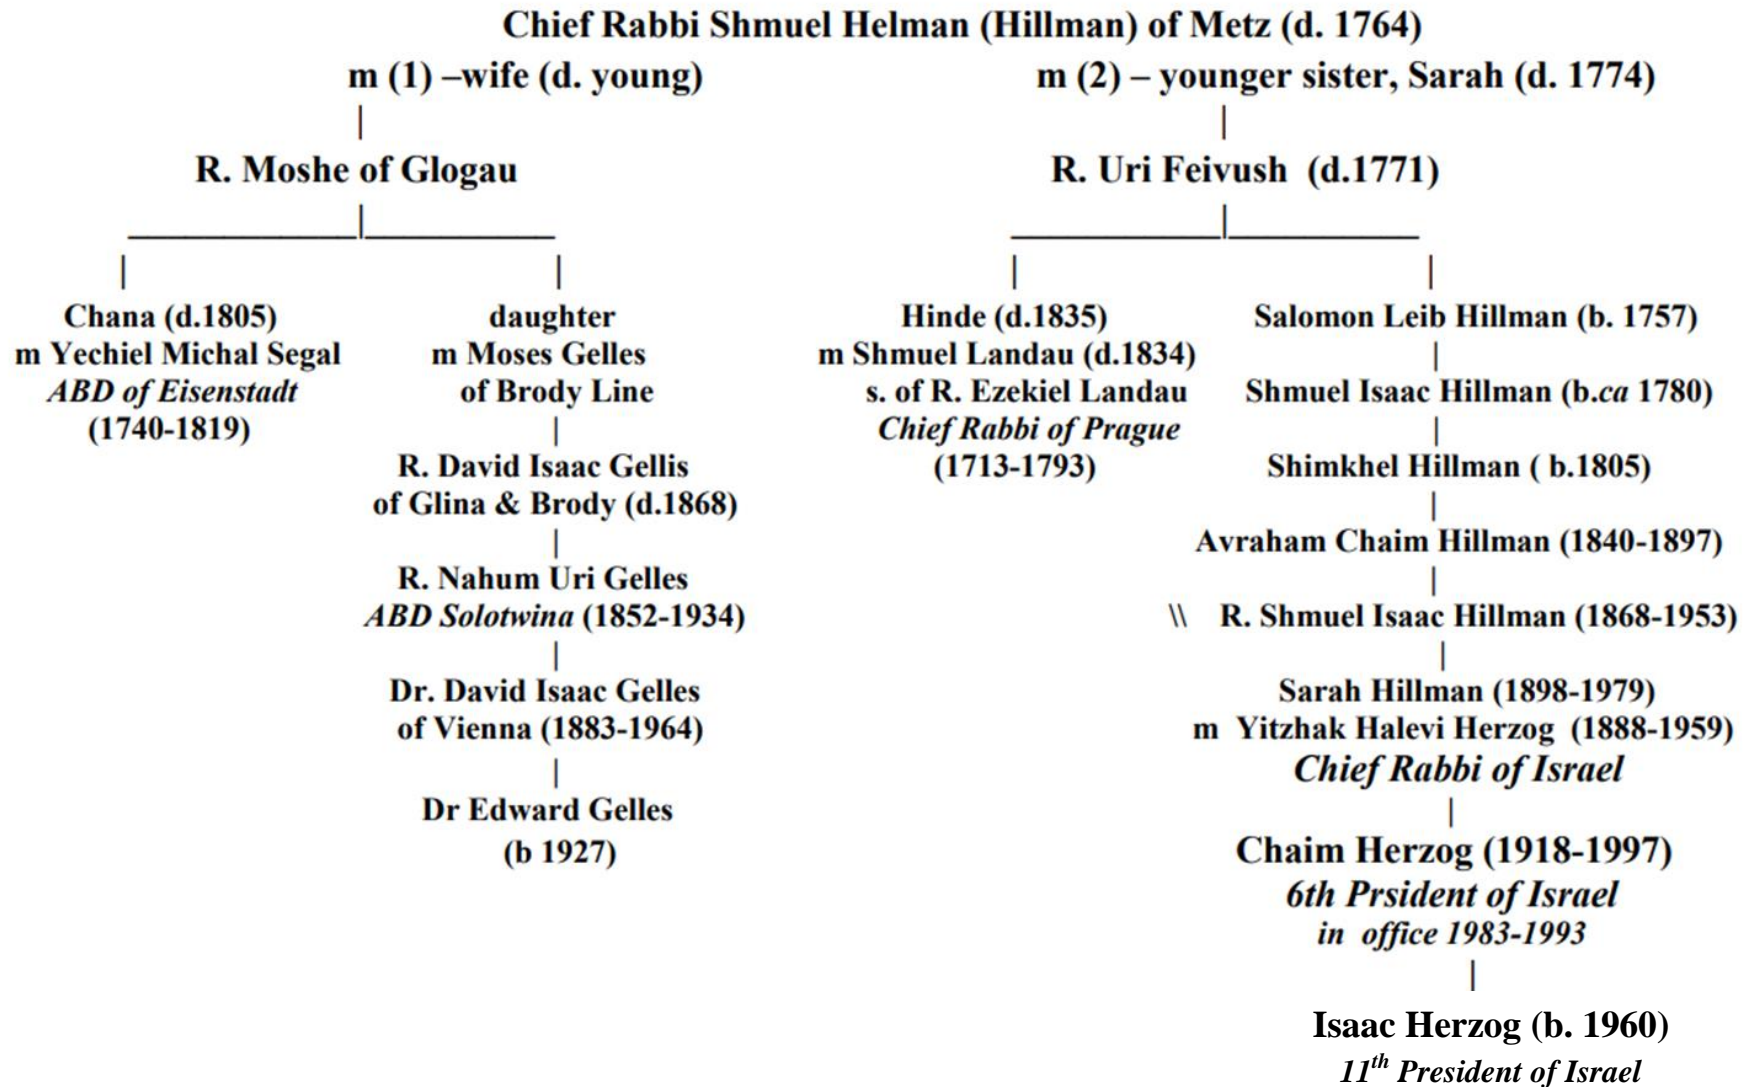 Chief Rabbi Shmuel Helman (Hillman) of Metz (d. 1764)
m (1) –wife (d. young)
m (2) – younger sister, Sarah (d. 1774)
R. Moshe of Glogau
R. Uri Feivush (d.1771)
Chana (d.1805)
m Yechiel Michal Segal
ABD of Eisenstadt
(1740-1819)
daughter
m Moses Gelles
of Brody Line
R. David Isaac Gellis
of Glina & Brody (d.1868)
R. Nahum Uri Gelles
ABD Solotwina (1852-1934)
Dr. David Isaac Gelles
of Vienna (1883-1964)
Dr Edward Gelles
(b 1927)
Hinde (d.1835)
m Shmuel Landau (d.1834)
s. of R. Ezekiel Landau
Chief Rabbi of Prague
(1713-1793)
Salomon Leib Hillman (b. 1757)
Shmuel Isaac Hillman (b.ca 1780)
Shimkhel Hillman ( b.1805)
Avraham Chaim Hillman (1840-1897)
\\ R. Shmuel Isaac Hillman (1868-1953)
Sarah Hillman (1898-1979)
m Yitzhak Halevi Herzog (1888-1959)
Chief Rabbi of Israel
Chaim Herzog (1918-1997)
6th Prsident of Israel
in office 1983-1993
Isaac Herzog (b. 1960)
11th President of Israel